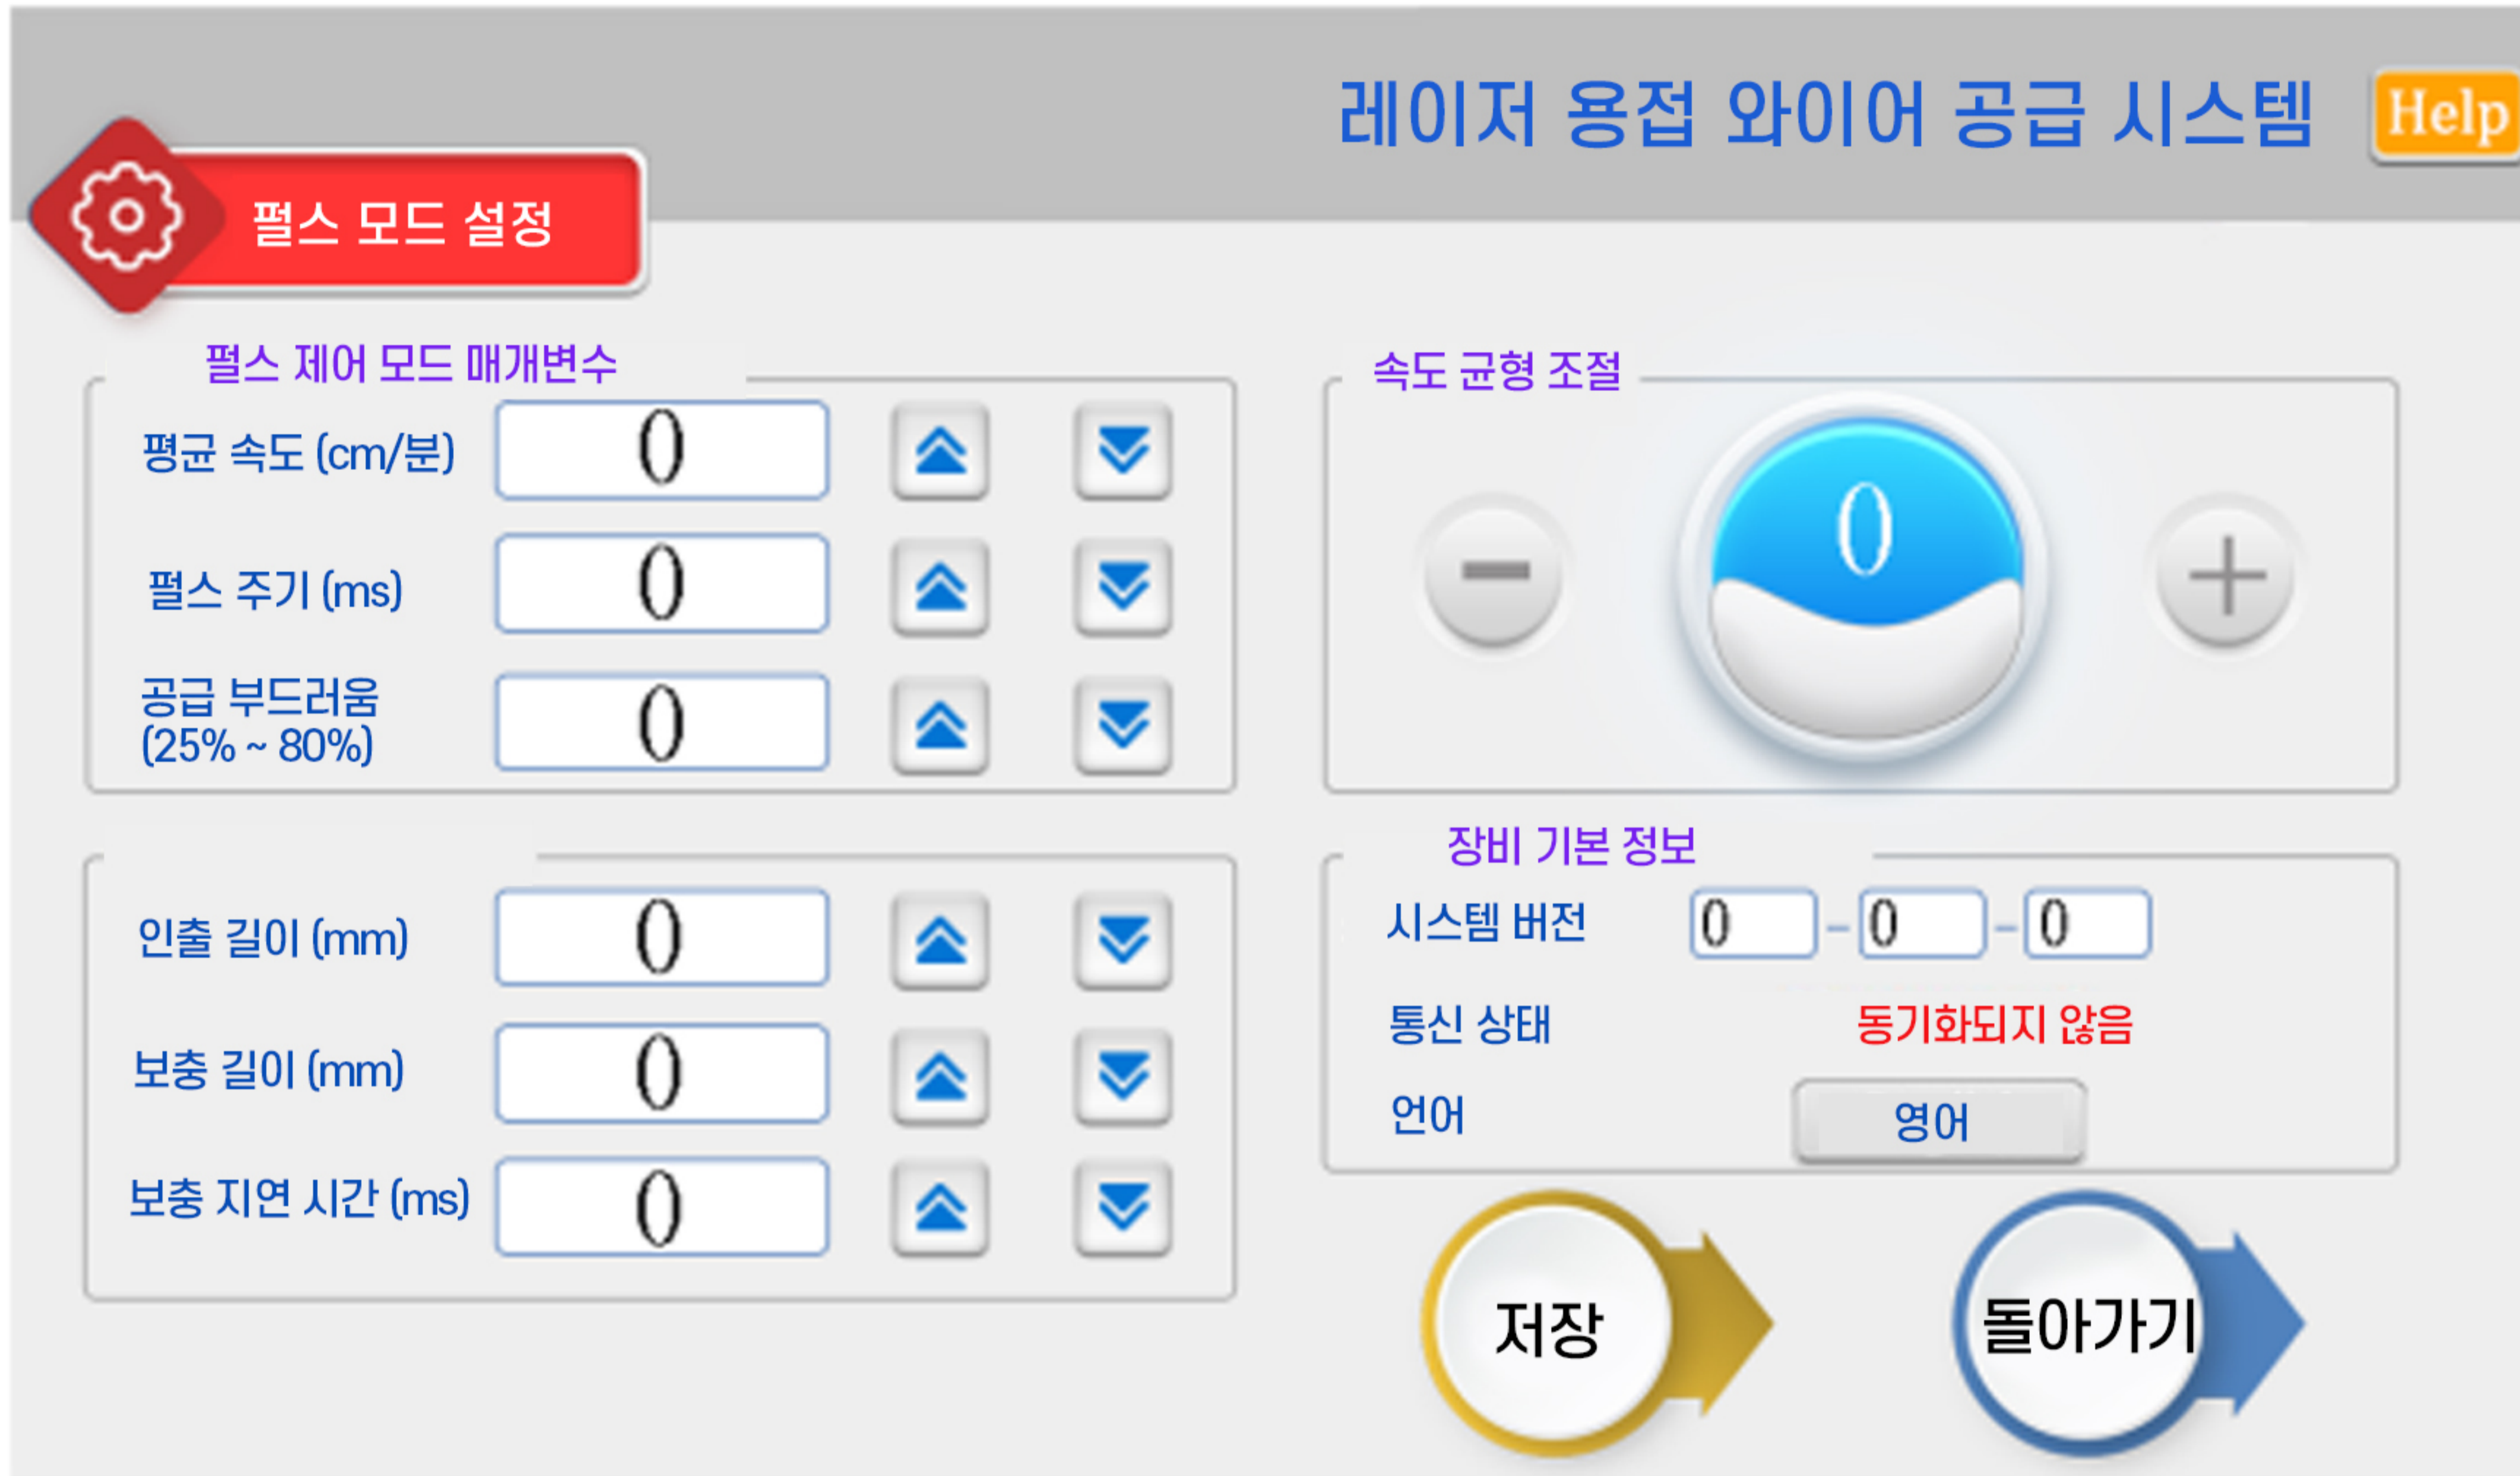 레이저 용접 와이어 공급 시스템
Help
펄스 모드 설정
펄스 제어 모드 매개변수
평균 속도 (cm/분)
0
펄스 주기 (ms)
0
공급 부드러움
(25% ~ 80%)
0
속도 균형 조절
0
인출 길이 (mm)
0
보충 길이 (mm)
0
보충 지연 시간 (ms)
0
장비 기본 정보
시스템 버전 0 - 0 - 0
통신 상태 동기화되지 않음
언어 영어
저장
돌아가기